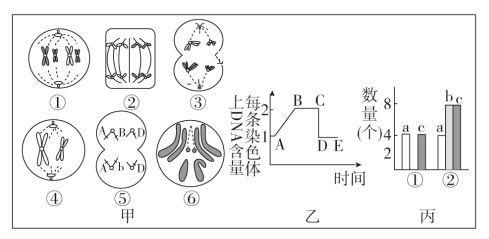 ① ② ③
A B D
A b D
④ ⑤ ⑥
甲
每条染色体
上DNA含量
2
1
B C
A
D E
时间
乙
数量(个)
8
4
2
b c
a c a
① ②
丙